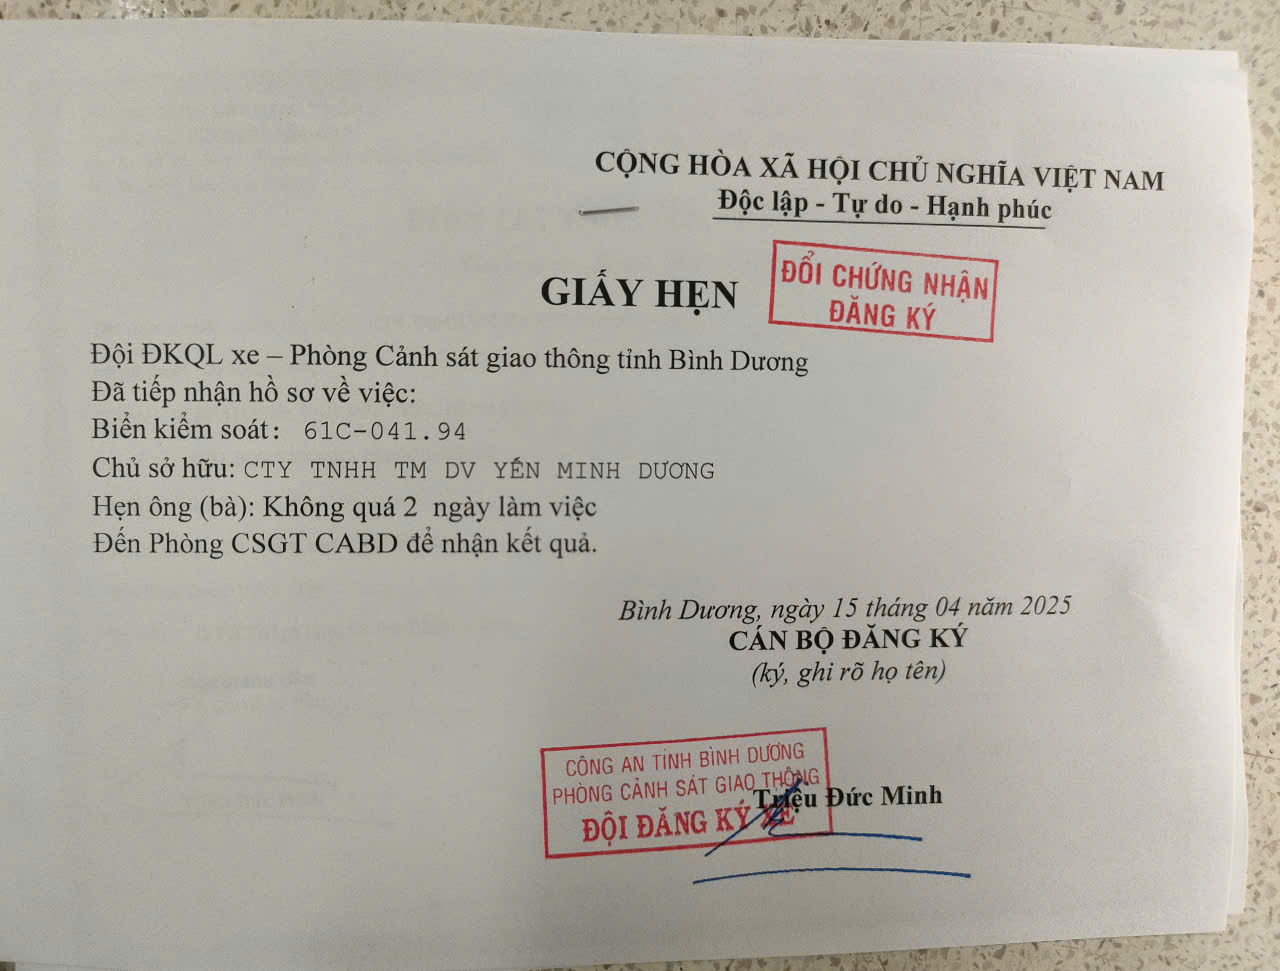 CỘNG HÒA XÃ HỘI CHỦ NGHĨA VIỆT NAM
Độc lập - Tự do - Hạnh phúc
GIẤY HẸN
ĐỔI CHỨNG NHẬN
ĐĂNG KÝ
Đội ĐKQL xe – Phòng Cảnh sát giao thông tỉnh Bình Dương
Đã tiếp nhận hồ sơ về việc:
Biển kiểm soát: 61C-041.94
Chủ sở hữu: CTY TNHH TM DV YẾN MINH DƯƠNG
Hẹn ông (bà): Không quá 2 ngày làm việc
Đến Phòng CSGT CABD để nhận kết quả.
Bình Dương, ngày 15 tháng 04 năm 2025
CÁN BỘ ĐĂNG KÝ
(ký, ghi rõ họ tên)
CÔNG AN TỈNH BÌNH DƯƠNG
PHÒNG CẢNH SÁT GIAO THÔNG
ĐỘI ĐĂNG KÝ XE
Triệu Đức Minh